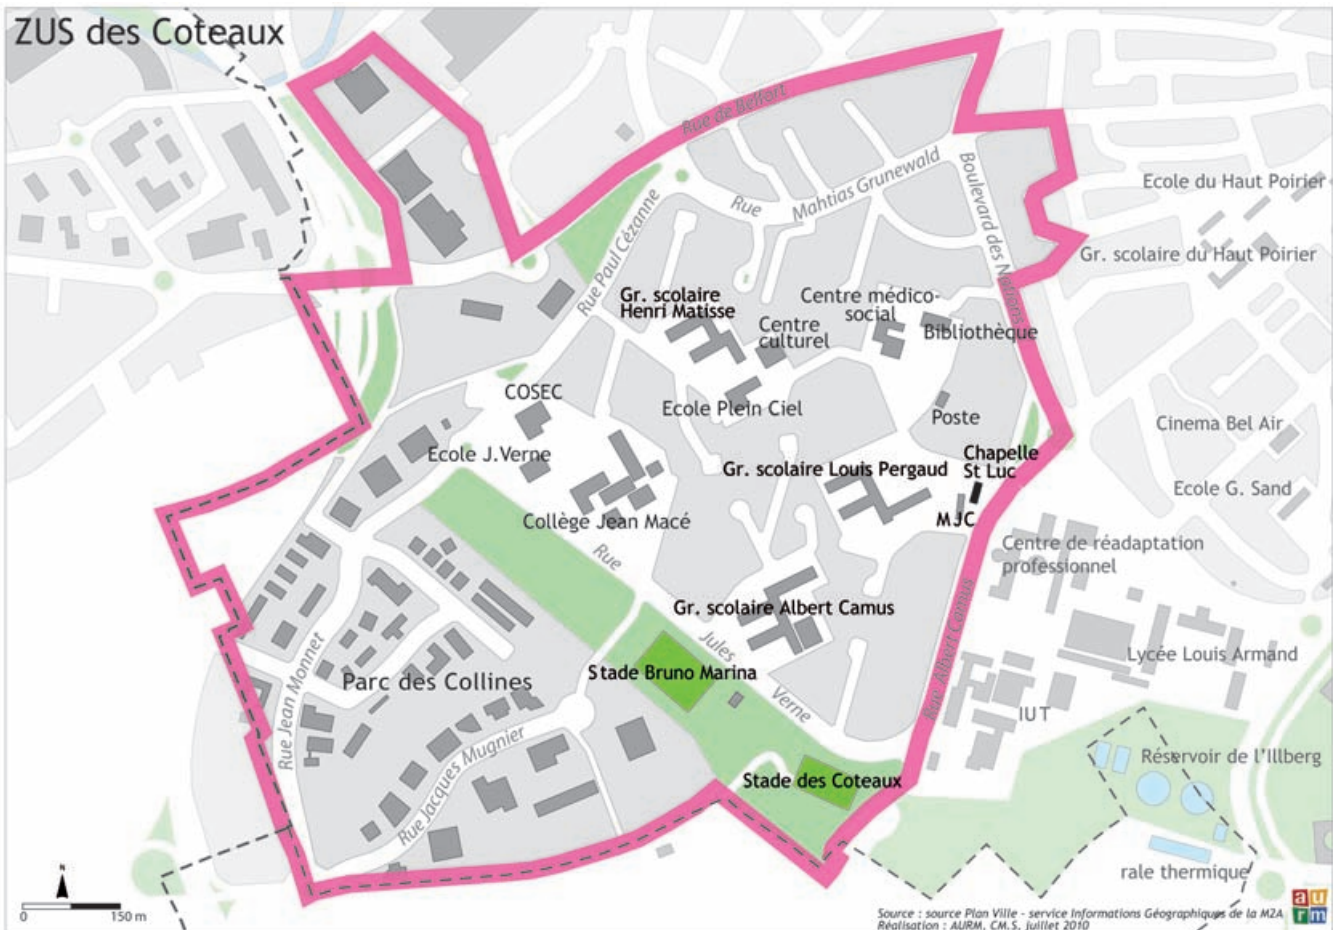 ZUS des Coteaux
Rue de Belfort
Rue Mahtias Grunewald
Boulevard des Nations
Ecole du Haut Poirier
Gr. scolaire du Haut Poirier
Rue Paul Cézanne
Gr. scolaire
Henri Matisse
Centre
culturel
Centre médico-
social
Bibliothèque
COSEC
Ecole Plein Ciel
Poste
Cinema Bel Air
Ecole J.Verne
Gr. scolaire Louis Pergaud
Chapelle
St Luc
Ecole G. Sand
Collège Jean Macé
MJC
Centre de réadaptation
professionnel
Rue Jules Verne
Gr. scolaire Albert Camus
Rue Albert Camus
Lycée Louis Armand
Stade Bruno Marina
Parc des Collines
Rue Jean Monnet
IUT
Rue Jacques Mugnier
Stade des Coteaux
Réservoir de l'Illberg
rale thermique
N
0 150 m
Source : source Plan Ville - service Informations Géographiques de la M2A
Réalisation : AURM, CM.S, Juillet 2010
au
rm